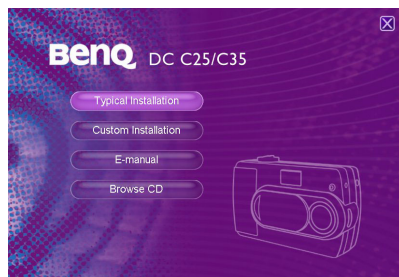 BenQ DC C25/C35
Typical Installation
Custom Installation
E-manual
Browse CD